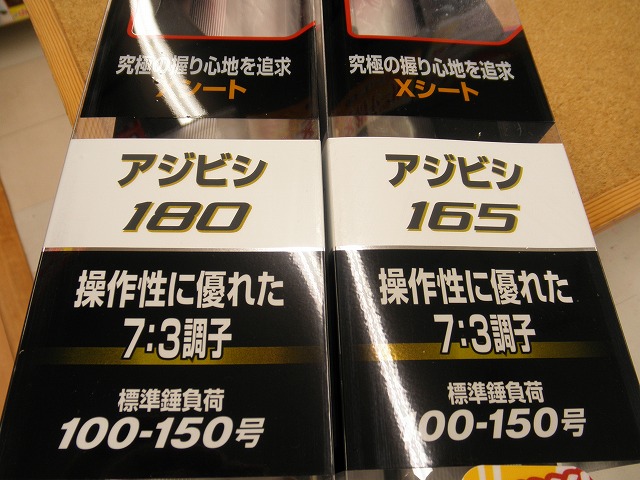 究極の握り心地を追求
Xシート
アジビシ
180
操作性に優れた
7:3調子
標準錘負荷
100-150号
究極の握り心地を追求
Xシート
アジビシ
165
操作性に優れた
7:3調子
標準錘負荷
100-150号